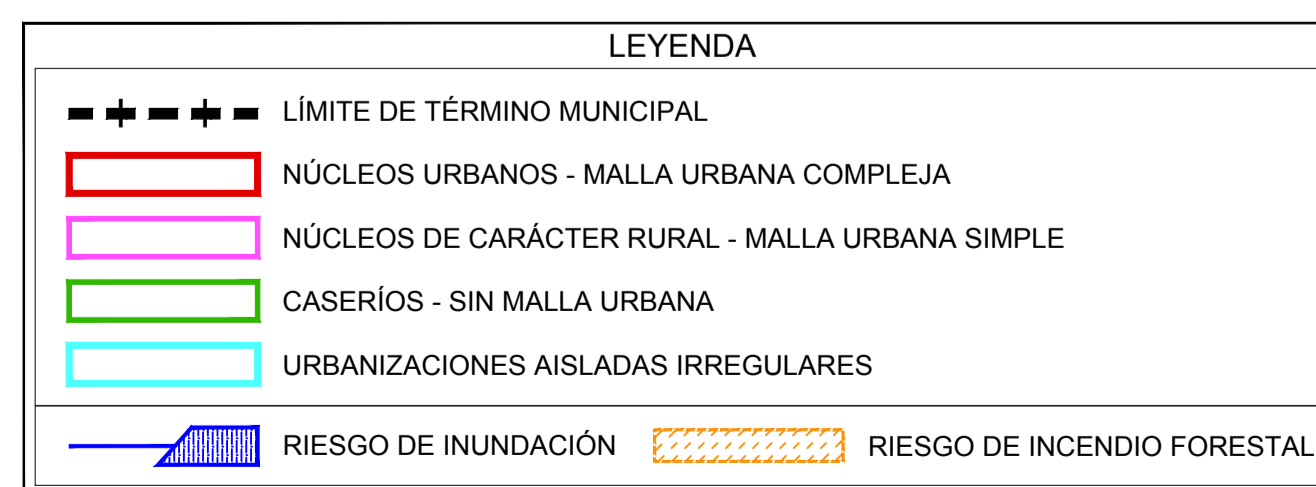 LEYENDA
LÍMITE DE TÉRMINO MUNICIPAL
NÚCLEOS URBANOS - MALLA URBANA COMPLEJA
NÚCLEOS DE CARÁCTER RURAL - MALLA URBANA SIMPLE
CASERÍOS - SIN MALLA URBANA
URBANIZACIONES AISLADAS IRREGULARES
RIESGO DE INUNDACIÓN RIESGO DE INCENDIO FORESTAL